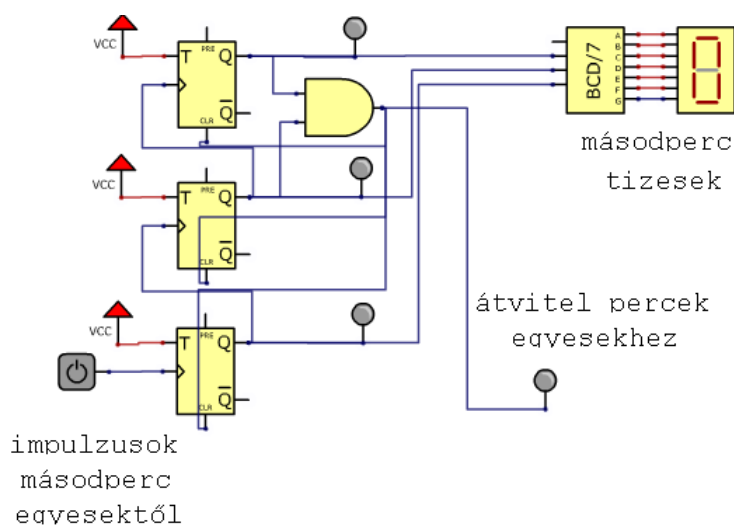 VCC
T
PRE
Q
Q
CLR
BCD/7
A
B
C
D
E
F
G
másodperc
tizesek
VCC
T
PRE
Q
Q
CLR
VCC
T
PRE
Q
Q
CLR
átvitel percek
egyesekhez
impulzusok
másodperc
egyesektől